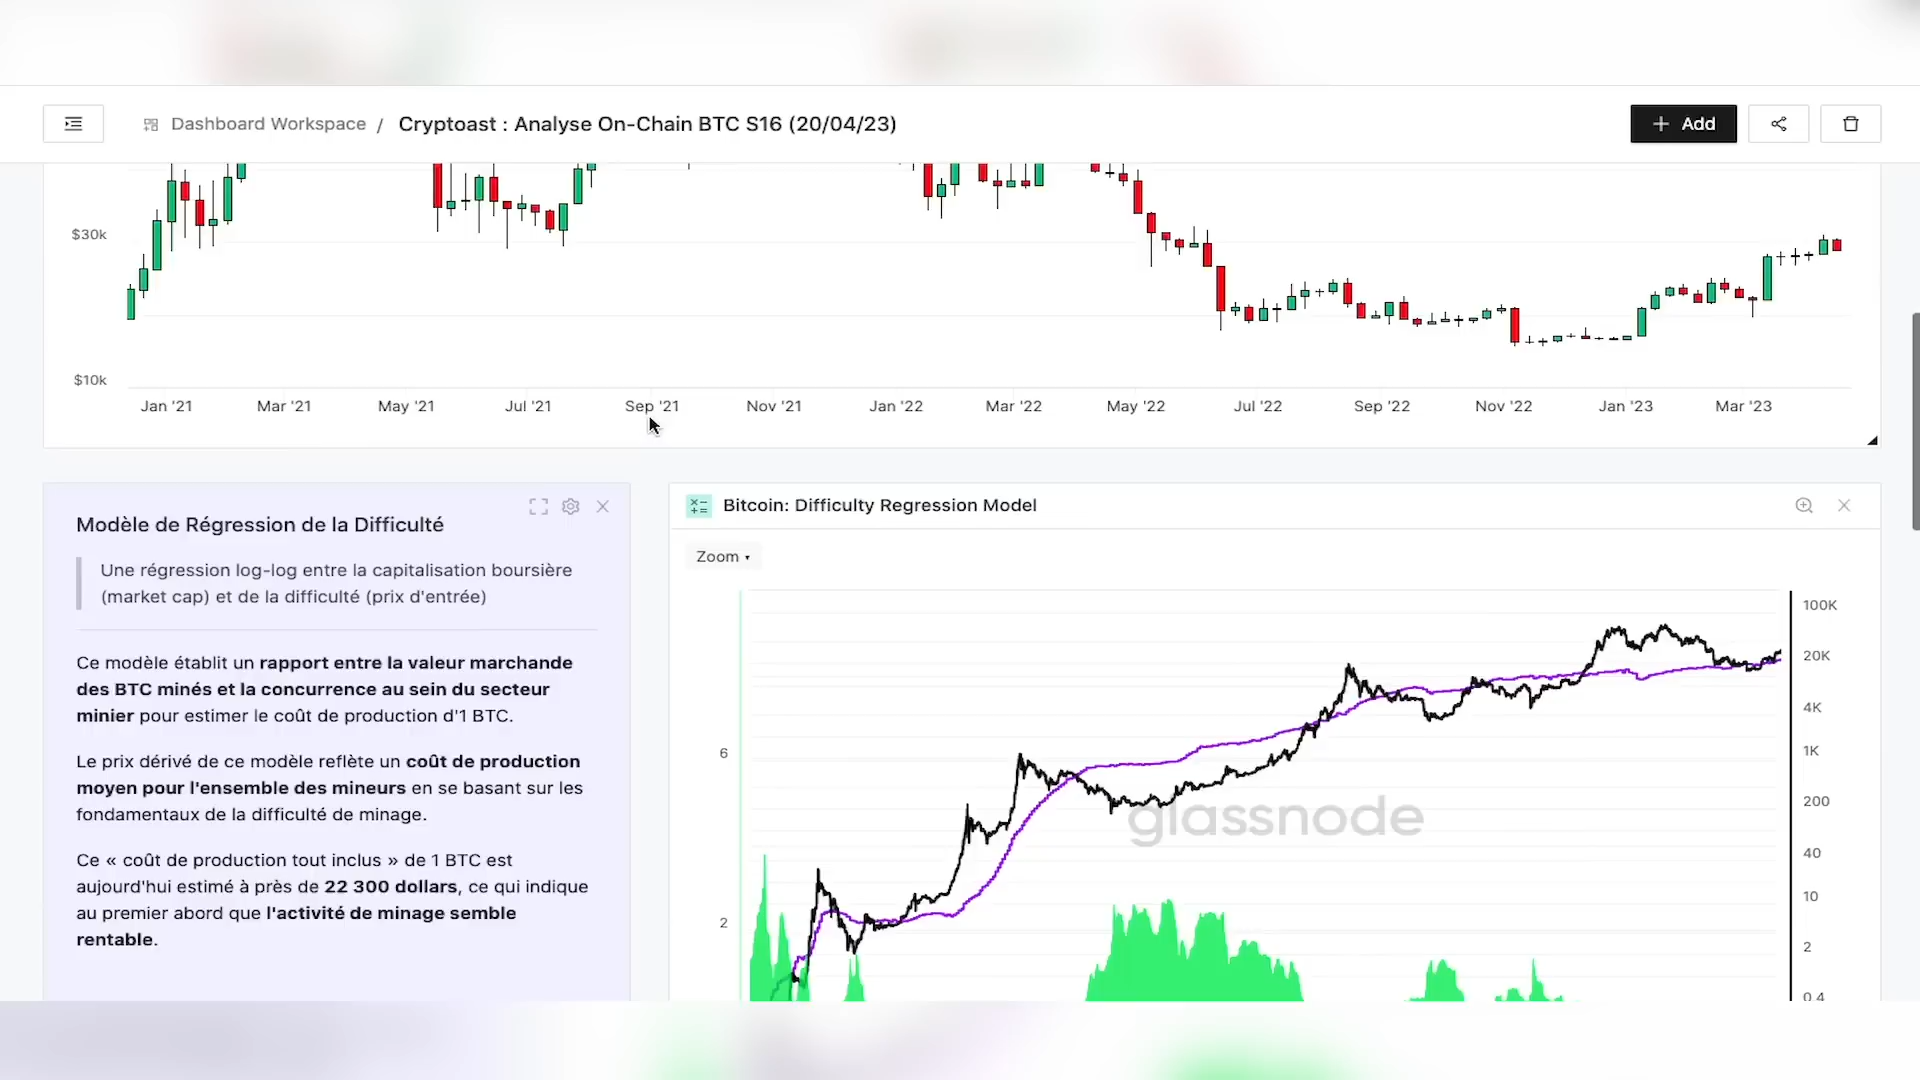 Dashboard Workspace / Cryptoast : Analyse On-Chain BTC S16 (20/04/23)
+ Add
$30k
$10k
Jan '21 Mar '21 May '21 Jul '21 Sep '21 Nov '21 Jan '22 Mar '22 May '22 Jul '22 Sep '22 Nov '22 Jan '23 Mar '23
Modèle de Régression de la Difficulté
Une régression log-log entre la capitalisation boursière
(market cap) et de la difficulté (prix d'entrée)
Ce modèle établit un rapport entre la valeur marchande
des BTC minés et la concurrence au sein du secteur
minier pour estimer le coût de production d'1 BTC.
Le prix dérivé de ce modèle reflète un coût de production
moyen pour l'ensemble des mineurs en se basant sur les
fondamentaux de la difficulté de minage.
Ce « coût de production tout inclus » de 1 BTC est
aujourd'hui estimé à près de 22 300 dollars, ce qui indique
au premier abord que l'activité de minage semble
rentable.
Bitcoin: Difficulty Regression Model
Zoom
6
2
100K
20K
4K
1K
200
40
10
2
0.4
glassnode